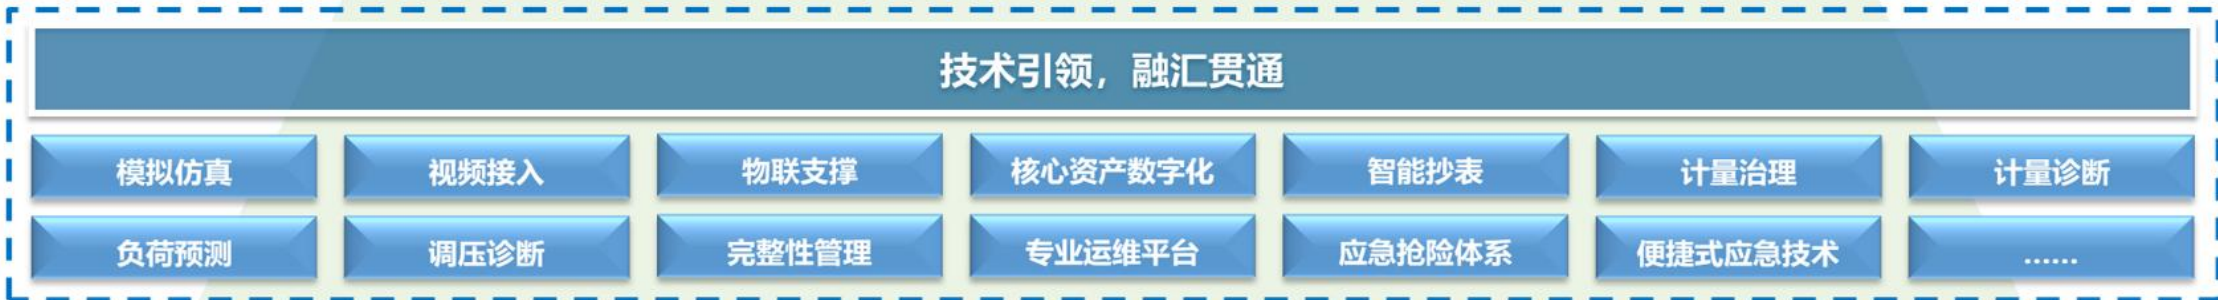 技术引领，融汇贯通
模拟仿真 视频接入 物联支撑 核心资产数字化 智能抄表 计量治理 计量诊断
负荷预测 调压诊断 完整性管理 专业运维平台 应急抢险体系 便捷式应急技术 ……